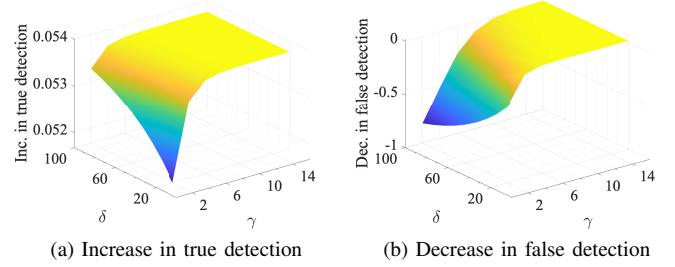 0.054
0.053
0.052
100
60
20
2
6
10
14
Inc. in true detection
δ
γ
(a) Increase in true detection
0
-0.5
-1
100
60
20
2
6
10
14
Dec. in false detection
δ
γ
(b) Decrease in false detection